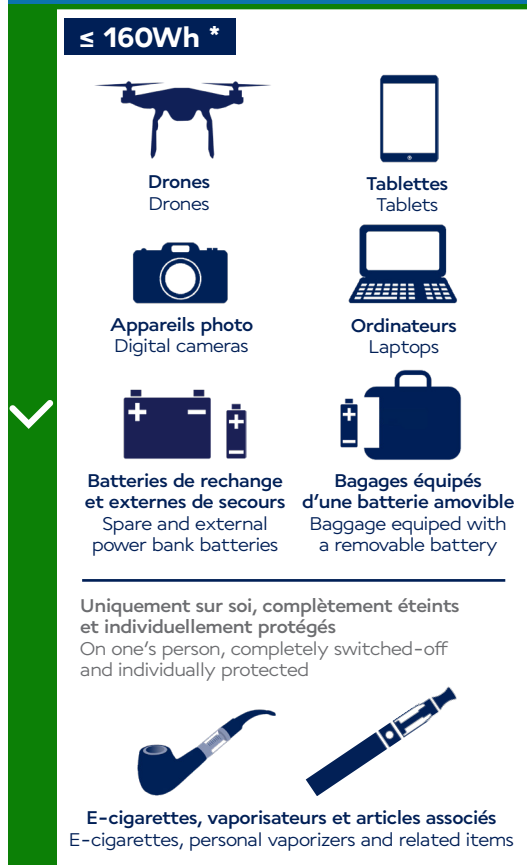 ≤ 160Wh *
Drones
Drones
Tablettes
Tablets
Appareils photo
Digital cameras
Ordinateurs
Laptops
Batteries de rechange
et externes de secours
Spare and external
power bank batteries
Bagages équipés
d'une batterie amovible
Baggage equiped with
a removable battery
Uniquement sur soi, complètement éteints
et individuellement protégés
On one's person, completely switched-off
and individually protected
E-cigarettes, vaporisateurs et articles associés
E-cigarettes, personal vaporizers and related items